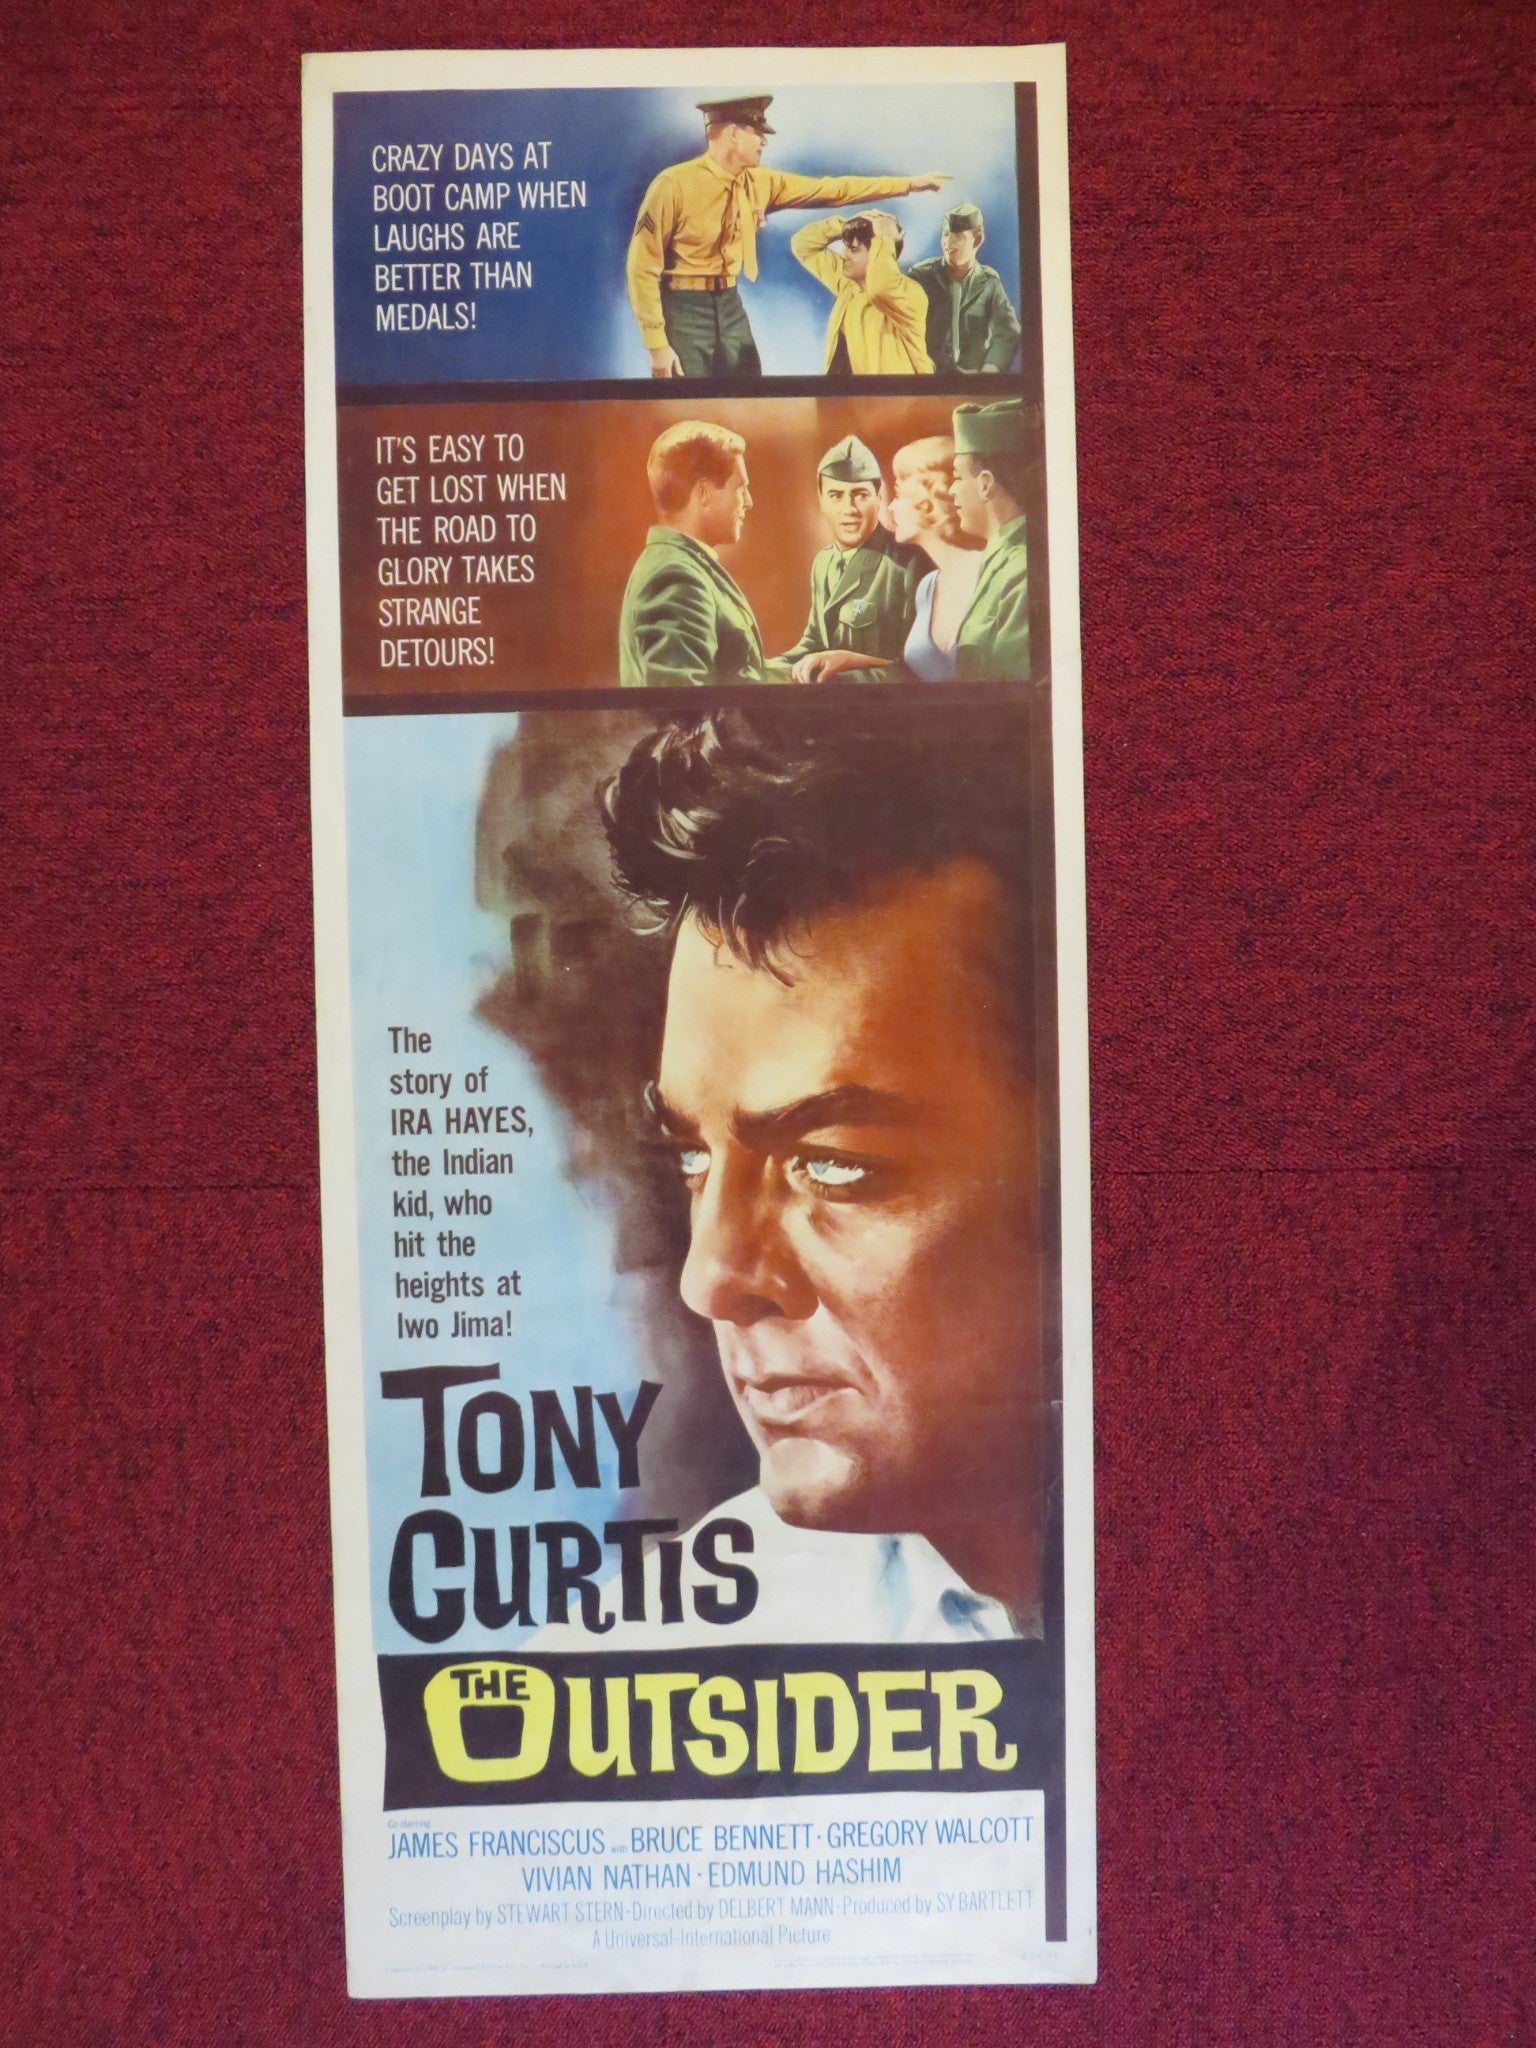 CRAZY DAYS AT
BOOT CAMP WHEN
LAUGHS ARE
BETTER THAN
MEDALS!
IT'S EASY TO
GET LOST WHEN
THE ROAD TO
GLORY TAKES
STRANGE
DETOURS!
The
story of
IRA HAYES,
the Indian
kid, who
hit the
heights at
Iwo Jima!
TONY
CURTIS
THE OUTSIDER
Co-starring
JAMES FRANCISCUS with BRUCE BENNETT · GREGORY WALCOTT
VIVIAN NATHAN · EDMUND HASHIM
Screenplay by STEWART STERN · Directed by DELBERT MANN · Produced by SY BARTLETT
A Universal-International Picture